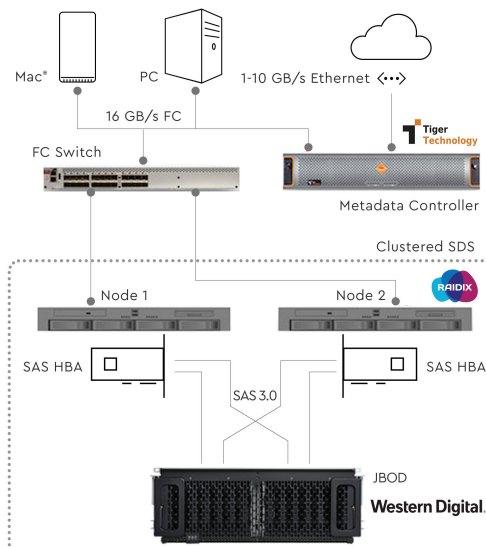 Mac®
PC
1-10 GB/s Ethernet
16 GB/s FC
Tiger
Technology
FC Switch
Metadata Controller
Clustered SDS
Node 1
Node 2
RAIDIX
SAS HBA
SAS HBA
SAS 3.0
JBOD
Western Digital.